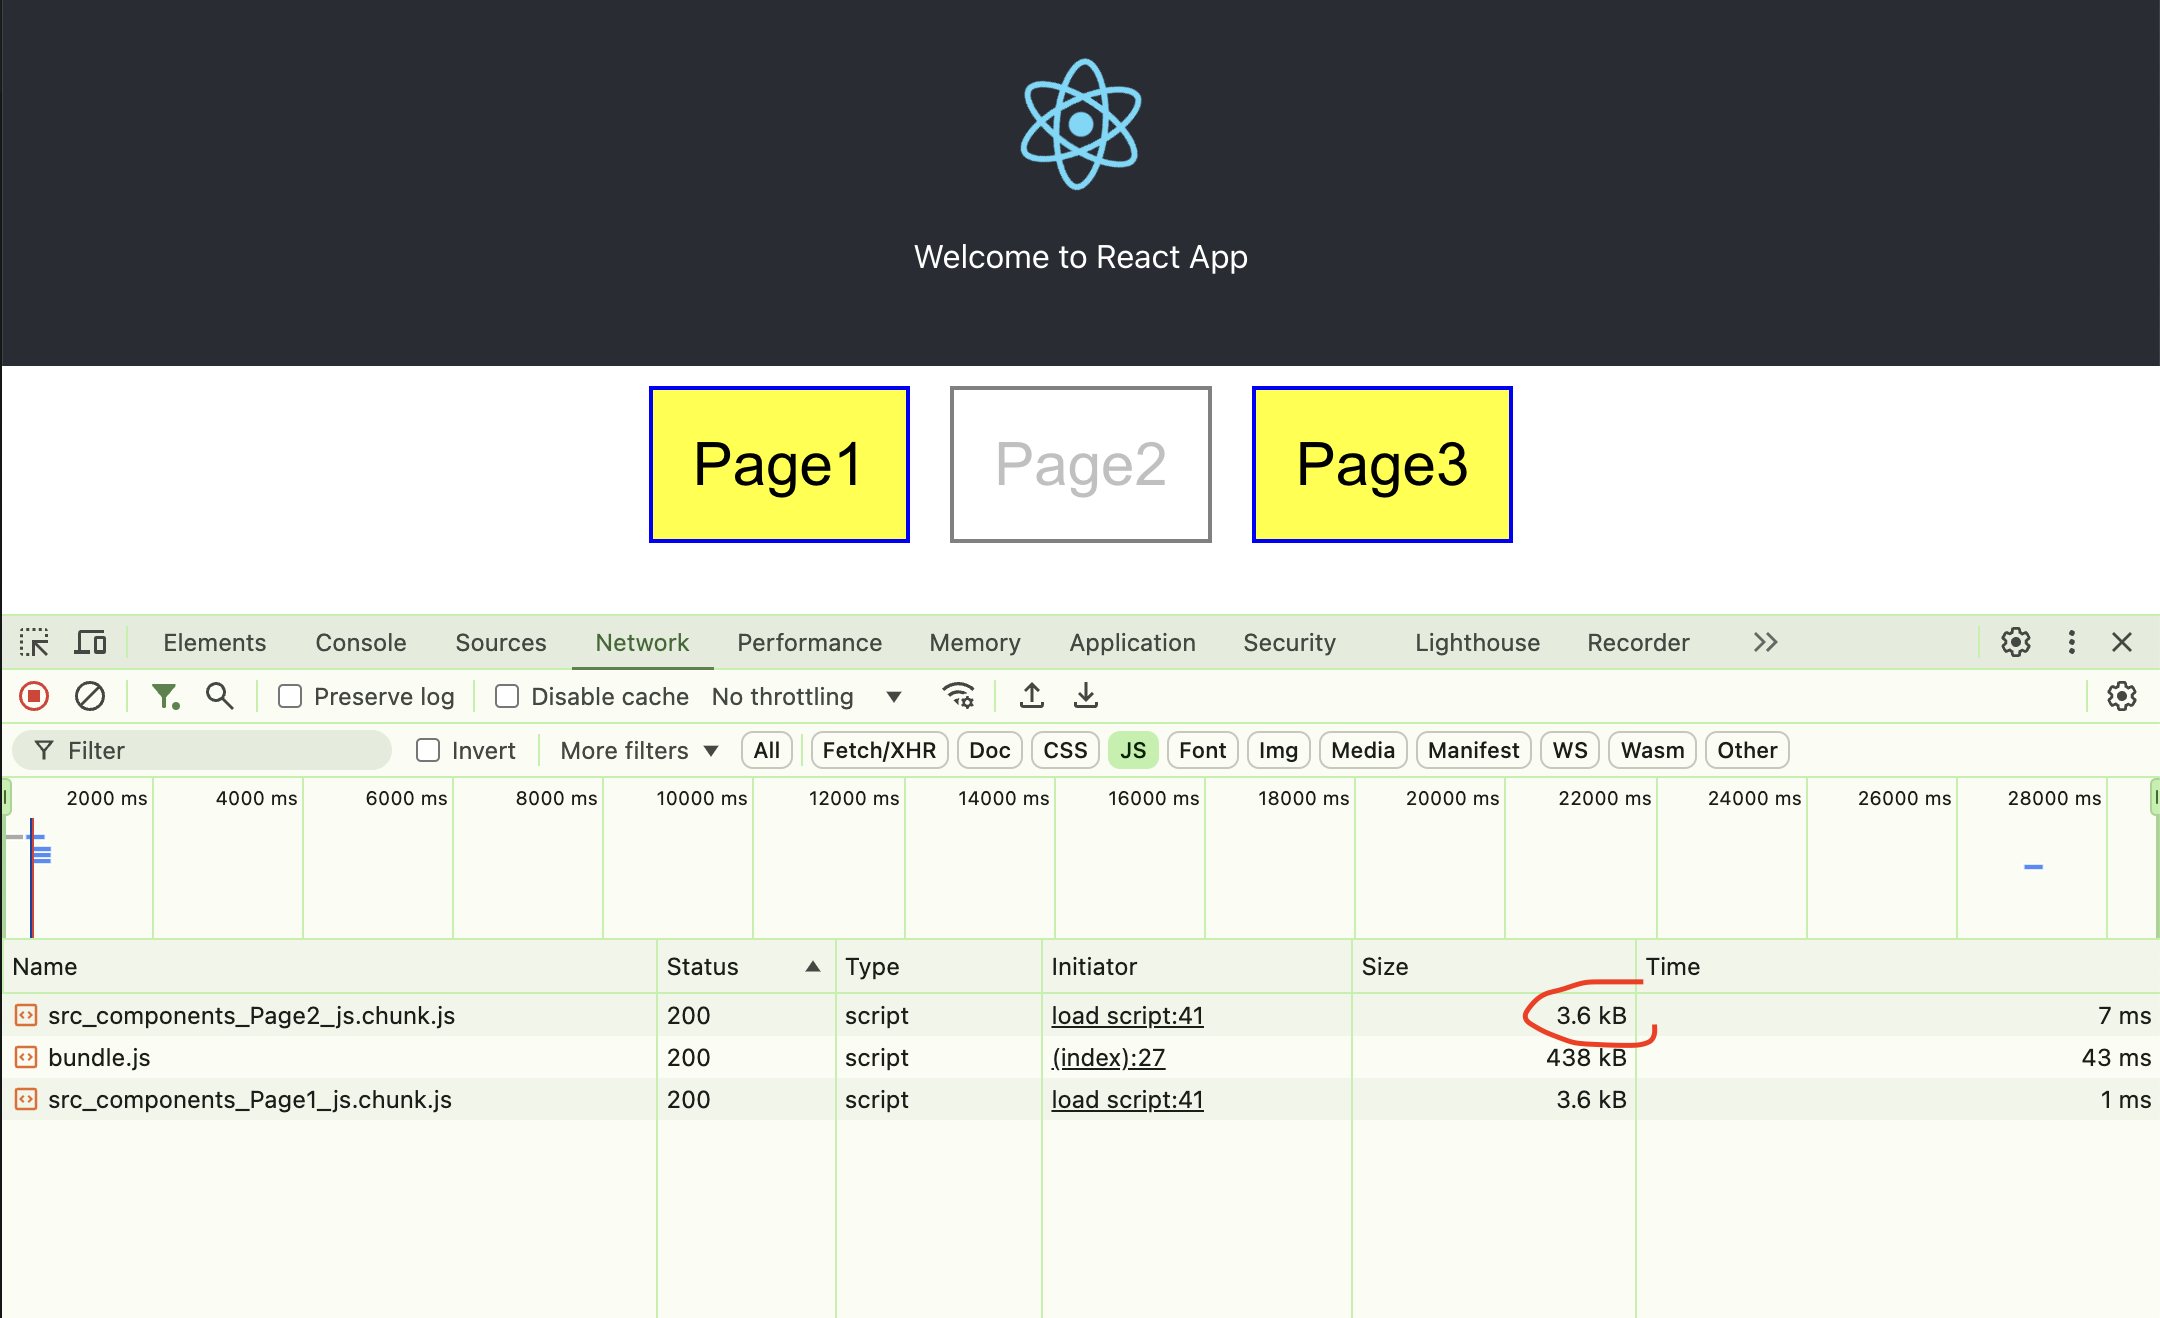 Welcome to React App
Page1 Page2 Page3
Elements Console Sources Network Performance Memory Application Security Lighthouse Recorder
Preserve log Disable cache No throttling
Filter Invert More filters All Fetch/XHR Doc CSS JS Font Img Media Manifest WS Wasm Other
2000 ms 4000 ms 6000 ms 8000 ms 10000 ms 12000 ms 14000 ms 16000 ms 18000 ms 20000 ms 22000 ms 24000 ms 26000 ms 28000 ms
Name Status Type Initiator Size Time
src_components_Page2_js.chunk.js 200 script load script:41 3.6 kB 7 ms
bundle.js 200 script (index):27 438 kB 43 ms
src_components_Page1_js.chunk.js 200 script load script:41 3.6 kB 1 ms